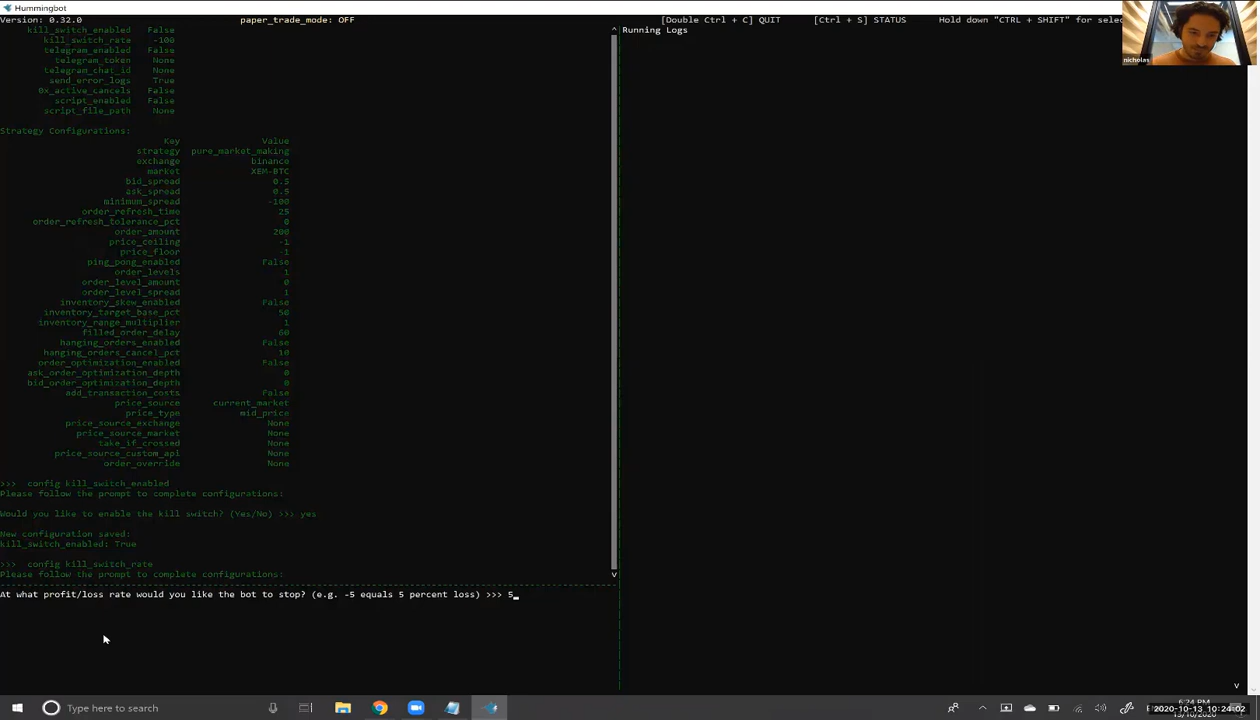 Hummingbot
Version: 0.32.0 paper_trade_mode: OFF [Double Ctrl + C] QUIT [Ctrl + S] STATUS Hold down "CTRL + SHIFT" for selec
kill_switch_enabled False
kill_switch_rate -100
telegram_enabled False
telegram_token None
telegram_chat_id None
send_error_logs True
0x_active_cancels False
script_enabled False
script_file_path None
Strategy Configurations:
Key Value
strategy pure_market_making
exchange binance
market XEM-BTC
bid_spread 0.5
ask_spread 0.5
minimum_spread -100
order_refresh_time 25
order_refresh_tolerance_pct 0
order_amount 200
price_ceiling -1
price_floor -1
ping_pong_enabled False
order_levels 1
order_level_amount 0
order_level_spread 1
inventory_skew_enabled False
inventory_target_base_pct 50
inventory_range_multiplier 1
filled_order_delay 60
hanging_orders_enabled False
hanging_orders_cancel_pct 10
order_optimization_enabled False
ask_order_optimization_depth 0
bid_order_optimization_depth 0
add_transaction_costs False
price_source current_market
price_type mid_price
price_source_exchange None
price_source_market None
take_if_crossed None
price_source_custom_api None
order_override None
>>> config kill_switch_enabled
Please follow the prompt to complete configurations:
Would you like to enable the kill switch? (Yes/No) >>> yes
New configuration saved:
kill_switch_enabled: True
>>> config kill_switch_rate
Please follow the prompt to complete configurations:
At what profit/loss rate would you like the bot to stop? (e.g. -5 equals 5 percent loss) >>> 5
Running Logs
nicholas
Type here to search
2020-10-13 10:24:02